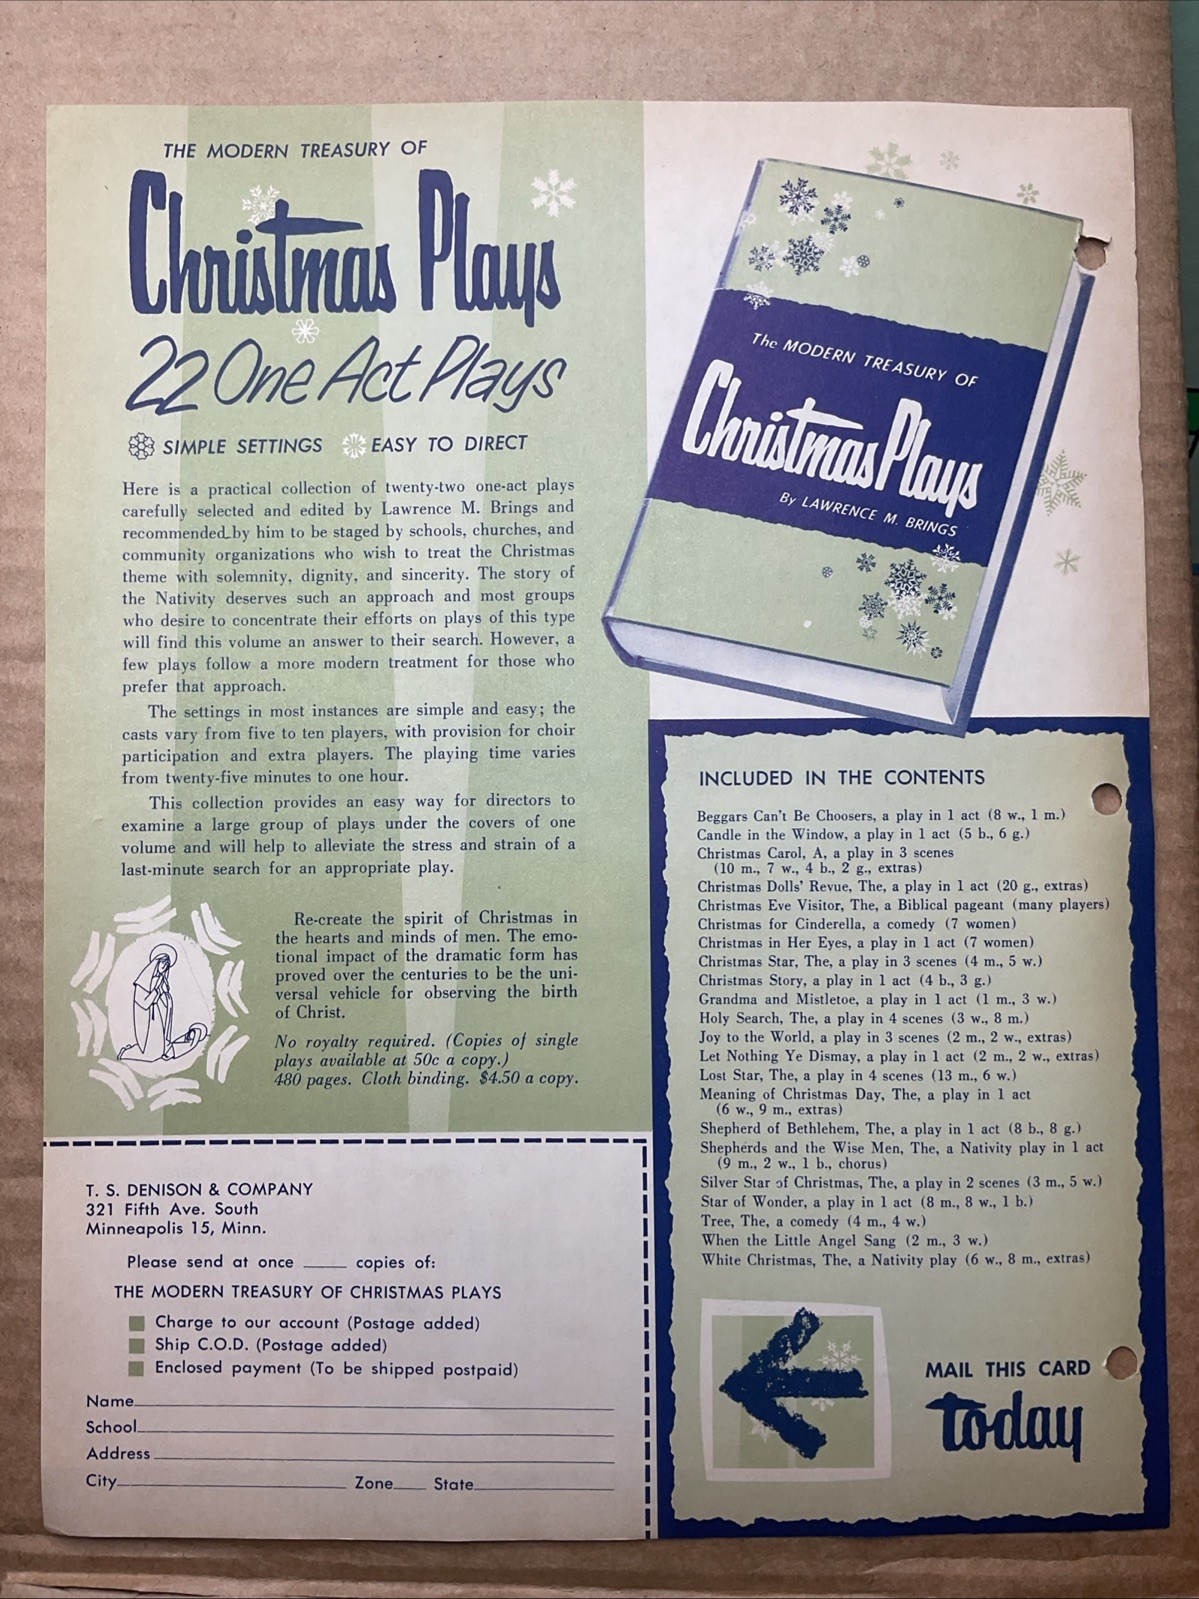 THE MODERN TREASURY OF
Christmas Plays
22 One Act Plays
SIMPLE SETTINGS EASY TO DIRECT
Here is a practical collection of twenty-two one-act plays
carefully selected and edited by Lawrence M. Brings and
recommended by him to be staged by schools, churches, and
community organizations who wish to treat the Christmas
theme with solemnity, dignity, and sincerity. The story of
the Nativity deserves such an approach and most groups
who desire to concentrate their efforts on plays of this type
will find this volume an answer to their search. However, a
few plays follow a more modern treatment for those who
prefer that approach.
The settings in most instances are simple and easy; the
casts vary from five to ten players, with provision for choir
participation and extra players. The playing time varies
from twenty-five minutes to one hour.
This collection provides an easy way for directors to
examine a large group of plays under the covers of one
volume and will help to alleviate the stress and strain of a
last-minute search for an appropriate play.
Re-create the spirit of Christmas in
the hearts and minds of men. The emo-
tional impact of the dramatic form has
proved over the centuries to be the uni-
versal vehicle for observing the birth
of Christ.
No royalty required. (Copies of single
plays available at 50c a copy.)
480 pages. Cloth binding. $4.50 a copy.
The MODERN TREASURY OF
Christmas Plays
By LAWRENCE M. BRINGS
INCLUDED IN THE CONTENTS
Beggars Can't Be Choosers, a play in 1 act (8 w., 1 m.)
Candle in the Window, a play in 1 act (5 b., 6 g.)
Christmas Carol, A, a play in 3 scenes
(10 m., 7 w., 4 b., 2 g., extras)
Christmas Dolls' Revue, The, a play in 1 act (20 g., extras)
Christmas Eve Visitor, The, a Biblical pageant (many players)
Christmas for Cinderella, a comedy (7 women)
Christmas in Her Eyes, a play in 1 act (7 women)
Christmas Star, The, a play in 3 scenes (4 m., 5 w.)
Christmas Story, a play in 1 act (4 b., 3 g.)
Grandma and Mistletoe, a play in 1 act (1 m., 3 w.)
Holy Search, The, a play in 4 scenes (3 w., 8 m.)
Joy to the World, a play in 3 scenes (2 m., 2 w., extras)
Let Nothing Ye Dismay, a play in 1 act (2 m., 2 w., extras)
Lost Star, The, a play in 4 scenes (13 m., 6 w.)
Meaning of Christmas Day, The, a play in 1 act
(6 w., 9 m., extras)
Shepherd of Bethlehem, The, a play in 1 act (8 b., 8 g.)
Shepherds and the Wise Men, The, a Nativity play in 1 act
(9 m., 2 w., 1 b., chorus)
Silver Star of Christmas, The, a play in 2 scenes (3 m., 5 w.)
Star of Wonder, a play in 1 act (8 m., 8 w., 1 b.)
Tree, The, a comedy (4 m., 4 w.)
When the Little Angel Sang (2 m., 3 w.)
White Christmas, The, a Nativity play (6 w., 8 m., extras)
MAIL THIS CARD
today
T. S. DENISON & COMPANY
321 Fifth Ave. South
Minneapolis 15, Minn.
Please send at once _____ copies of:
THE MODERN TREASURY OF CHRISTMAS PLAYS
Charge to our account (Postage added)
Ship C.O.D. (Postage added)
Enclosed payment (To be shipped postpaid)
Name
School
Address
City Zone State